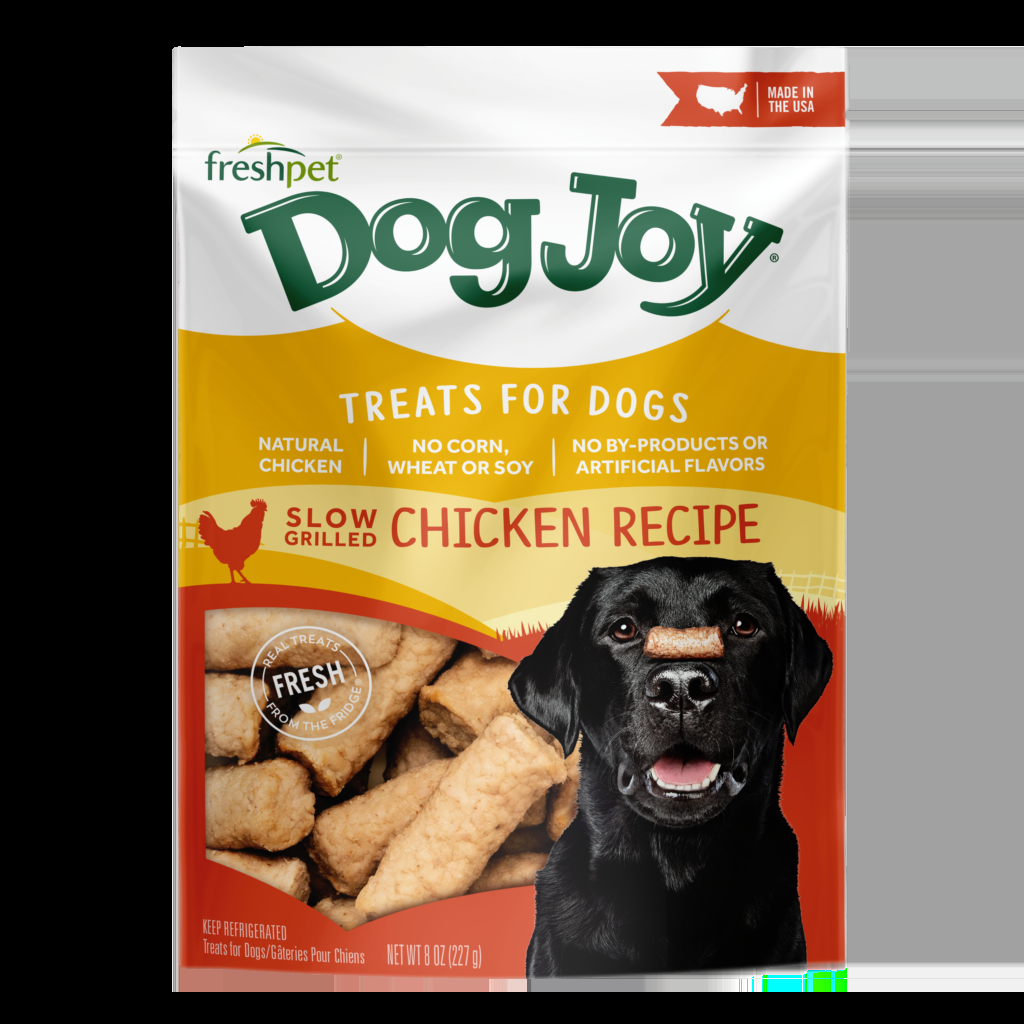 MADE IN
THE USA
freshpet®
Dog Joy®
TREATS FOR DOGS
NATURAL
CHICKEN
NO CORN,
WHEAT OR SOY
NO BY-PRODUCTS OR
ARTIFICIAL FLAVORS
SLOW
GRILLED
CHICKEN RECIPE
REAL TREATS
FRESH
FROM THE FRIDGE®
KEEP REFRIGERATED
Treats for Dogs/Gâteries Pour Chiens
NET WT 8 OZ (227 g)